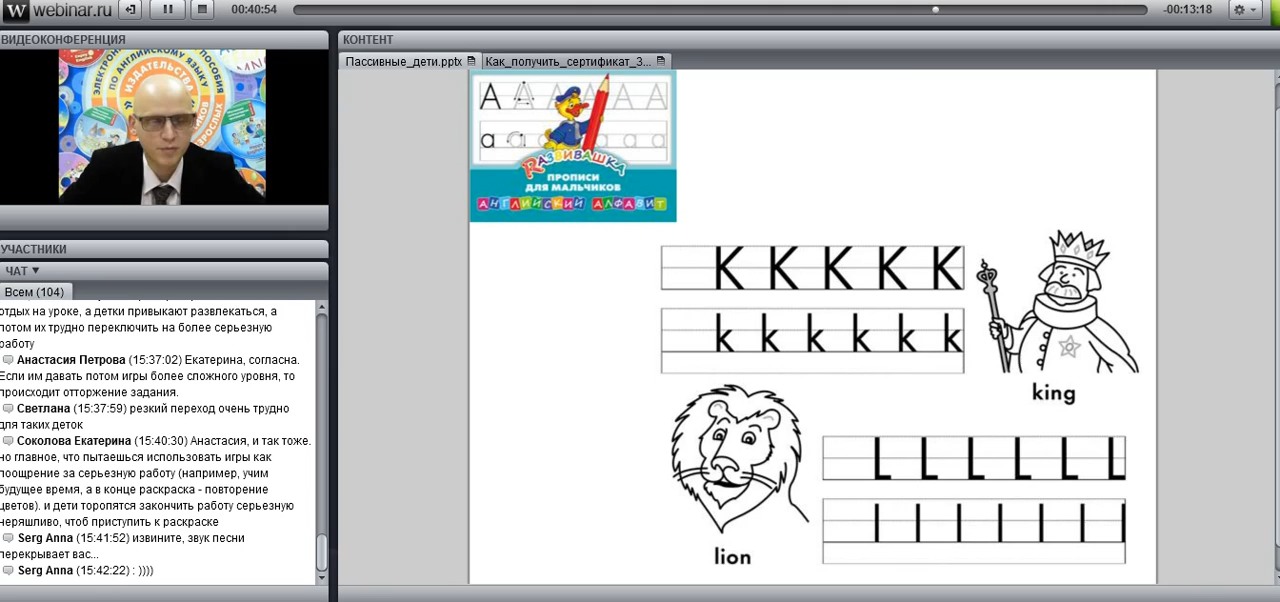 webinar.ru
00:40:54
-00:13:18
ВИДЕОКОНФЕРЕНЦИЯ
ЭЛЕКТРОННЫЕ ПОСОБИЯ
ПО АНГЛИЙСКОМУ ЯЗЫКУ
ИЗДАТЕЛЬСТВА
УЧАСТНИКИ
ЧАТ
Всем (104)
отдых на уроке, а детки привыкают развлекаться, а
потом их трудно переключить на более серьезную
работу
Анастасия Петрова (15:37:02) Екатерина, согласна.
Если им давать потом игры более сложного уровня, то
происходит отторжение задания.
Светлана (15:37:59) резкий переход очень трудно
для таких деток
Соколова Екатерина (15:40:30) Анастасия, и так тоже.
но главное, что пытаешься использовать игры как
поощрение за серьезную работу (например, учим
будущее время, а в конце раскраска - повторение
цветов). и дети торопятся закончить работу серьезную
неряшливо, чтоб приступить к раскраске
Serg Anna (15:41:52) извините, звук песни
перекрывает вас...
Serg Anna (15:42:22) : ))))
КОНТЕНТ
Пассивные_дети.pptx
Как_получить_сертификат_3...
A A A A A A
a a a a a a
РАЗВИВАШКА
ПРОПИСИ
ДЛЯ МАЛЬЧИКОВ
АНГЛИЙСКИЙ АЛФАВИТ
K K K K K
k k k k k k
king
L L L L L L
l l l l l l
lion